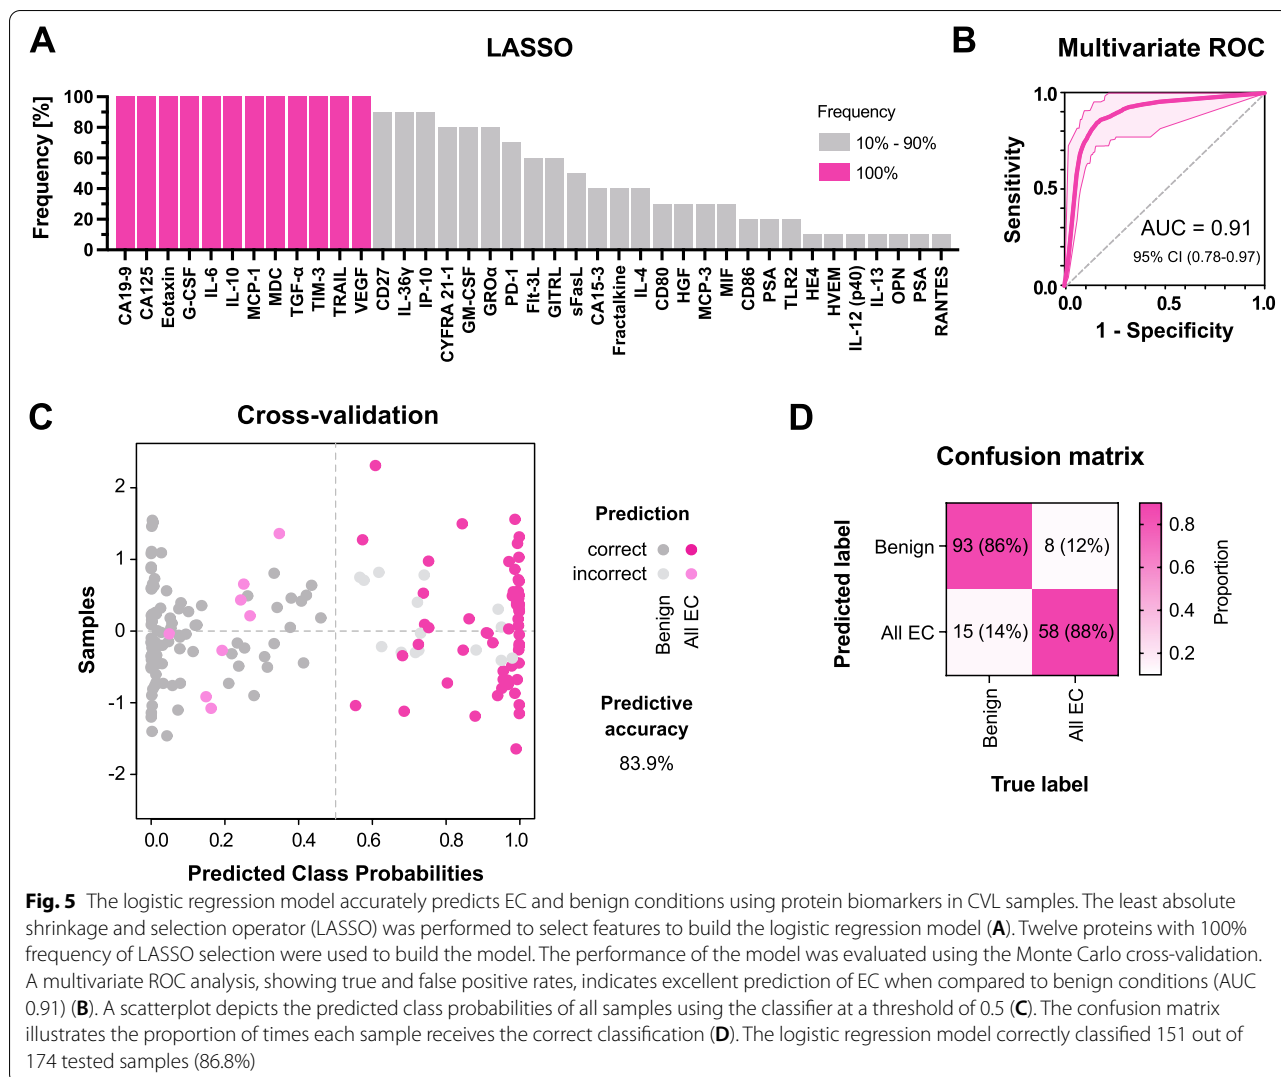 A
LASSO
Frequency [%]
100
80
60
40
20
0
Frequency
10% - 90%
100%
CA19-9
CA125
Eotaxin
G-CSF
IL-6
IL-10
MCP-1
MDC
TGF-α
TIM-3
TRAIL
VEGF
CD27
IL-36γ
IP-10
CYFRA 21-1
GM-CSF
GROα
PD-1
Flt-3L
GITRL
sFasL
CA15-3
Fractalkine
IL-4
CD80
HGF
MCP-3
MIF
CD86
PSA
TLR2
HE4
HVEM
IL-12 (p40)
IL-13
OPN
PSA
RANTES
B
Multivariate ROC
Sensitivity
1.0
0.5
0.0
AUC = 0.91
95% CI (0.78-0.97)
0.0
0.5
1.0
1 - Specificity
C
Cross-validation
Samples
2
1
0
-1
-2
0.0
0.2
0.4
0.6
0.8
1.0
Predicted Class Probabilities
Prediction
correct
incorrect
Benign
All EC
Predictive
accuracy
83.9%
D
Confusion matrix
Predicted label
Benign
All EC
93 (86%)
8 (12%)
15 (14%)
58 (88%)
Benign
All EC
True label
0.8
0.6
0.4
0.2
Proportion
Fig. 5 The logistic regression model accurately predicts EC and benign conditions using protein biomarkers in CVL samples. The least absolute
shrinkage and selection operator (LASSO) was performed to select features to build the logistic regression model (A). Twelve proteins with 100%
frequency of LASSO selection were used to build the model. The performance of the model was evaluated using the Monte Carlo cross-validation.
A multivariate ROC analysis, showing true and false positive rates, indicates excellent prediction of EC when compared to benign conditions (AUC
0.91) (B). A scatterplot depicts the predicted class probabilities of all samples using the classifier at a threshold of 0.5 (C). The confusion matrix
illustrates the proportion of times each sample receives the correct classification (D). The logistic regression model correctly classified 151 out of
174 tested samples (86.8%)